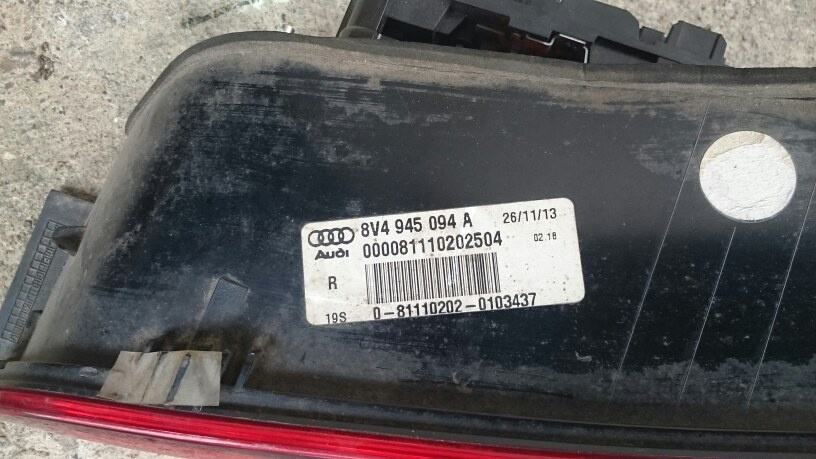 8V4 945 094 A 26/11/13
Audi 000081110202504 02.18
R
19S 0-81110202-0103437